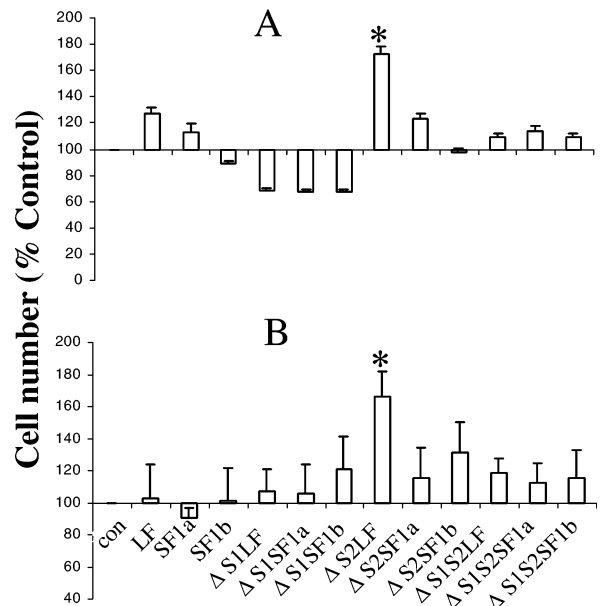 Cell number (% Control)
A
200
180
160
140
120
100
80
60
40
20
0
*
B
200
180
160
140
120
100
80
60
40
*
con
LF
SF1a
SF1b
Δ S1LF
Δ S1SF1a
Δ S1SF1b
Δ S2LF
Δ S2SF1a
Δ S2SF1b
Δ S1S2LF
Δ S1S2SF1a
Δ S1S2SF1b